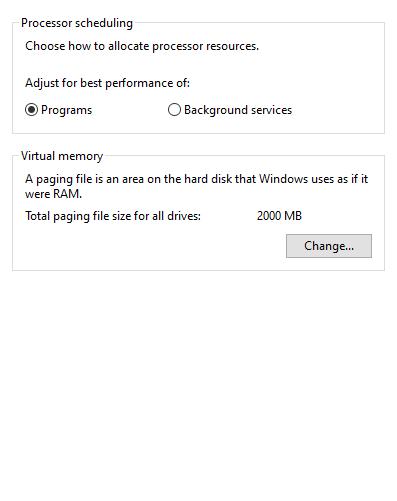 Processor scheduling
Choose how to allocate processor resources.
Adjust for best performance of:
Programs
Background services
Virtual memory
A paging file is an area on the hard disk that Windows uses as if it
were RAM.
Total paging file size for all drives: 2000 MB
Change...